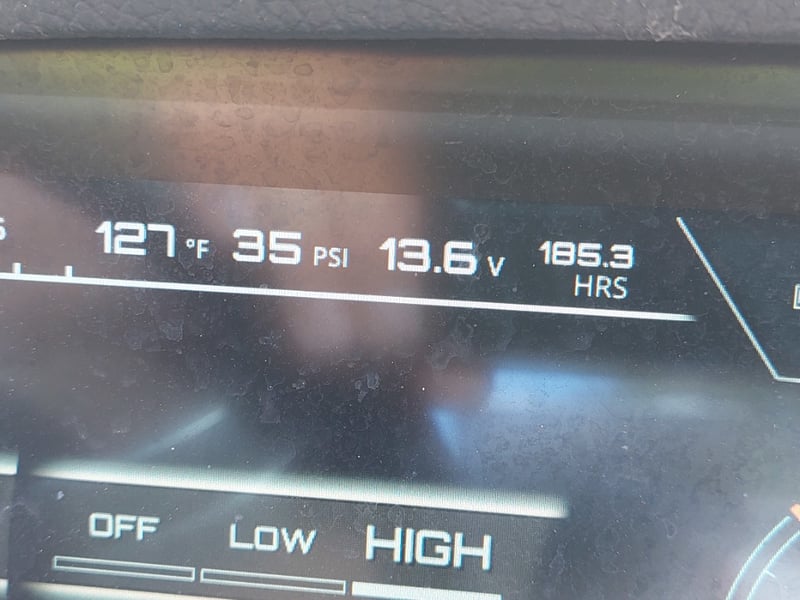 127 °F 35 PSI 13.6 V 185.3
HRS
OFF LOW HIGH